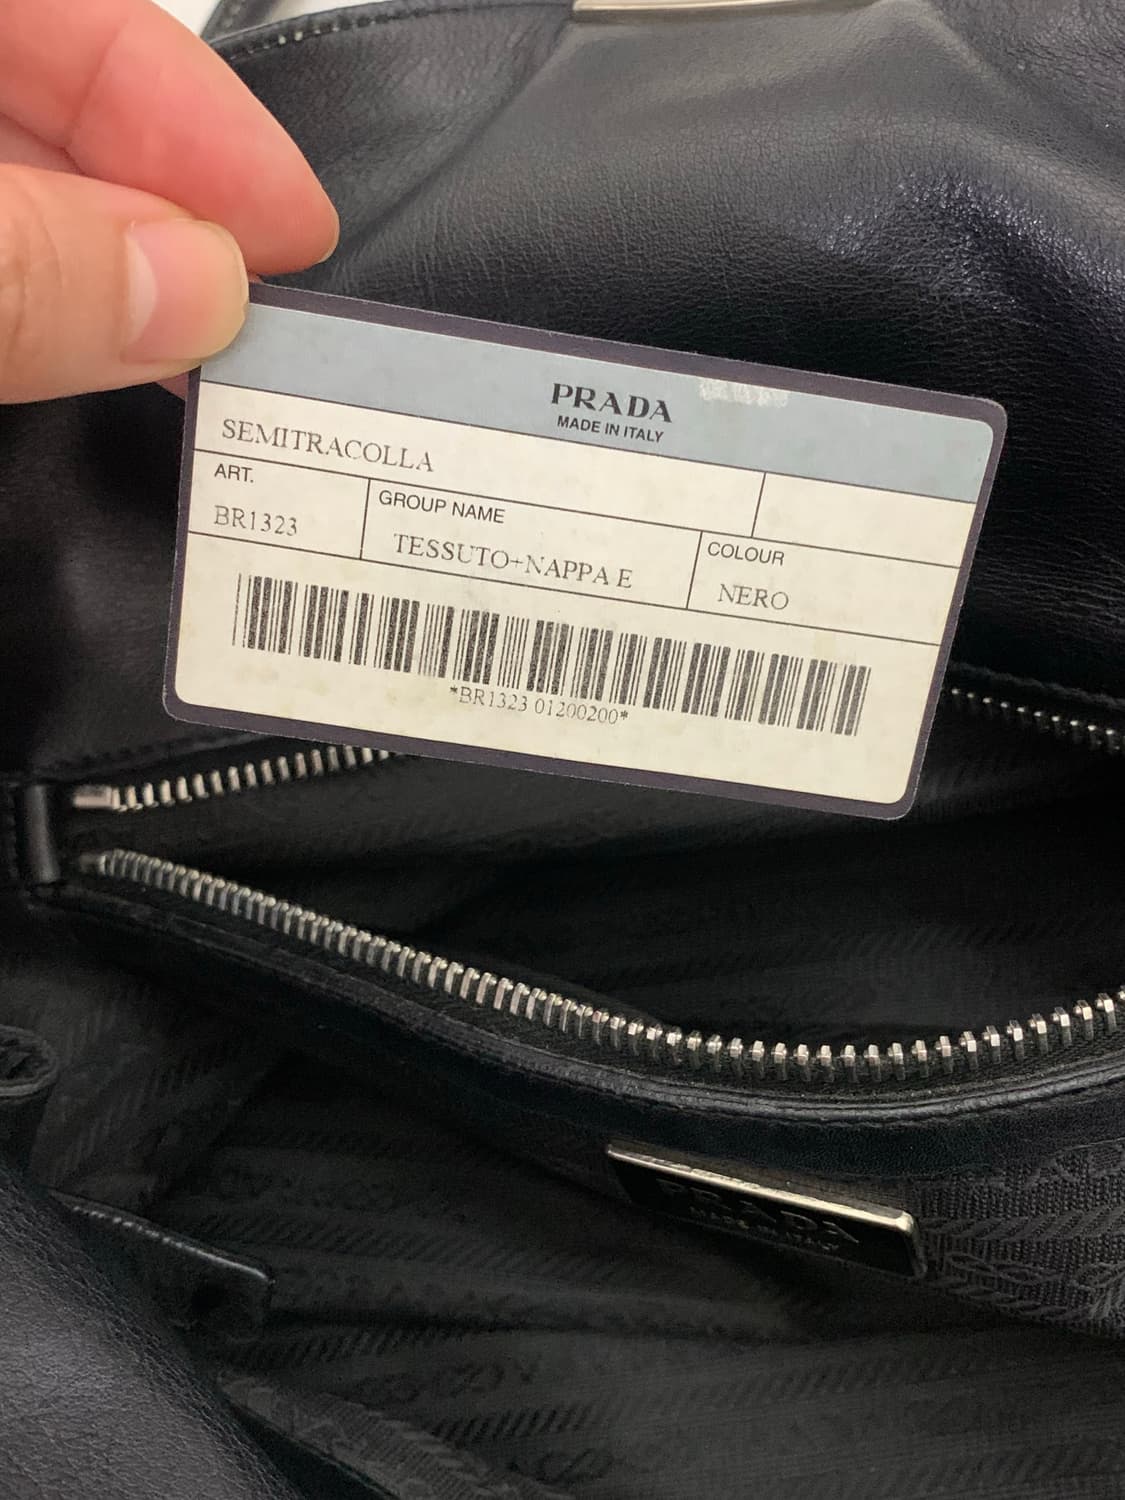 PRADA
MADE IN ITALY
SEMITRACOLLA
ART.
BR1323
GROUP NAME
TESSUTO+NAPPA E
COLOUR
NERO
*BR1323 01200200*
PRADA
MADE IN ITALY